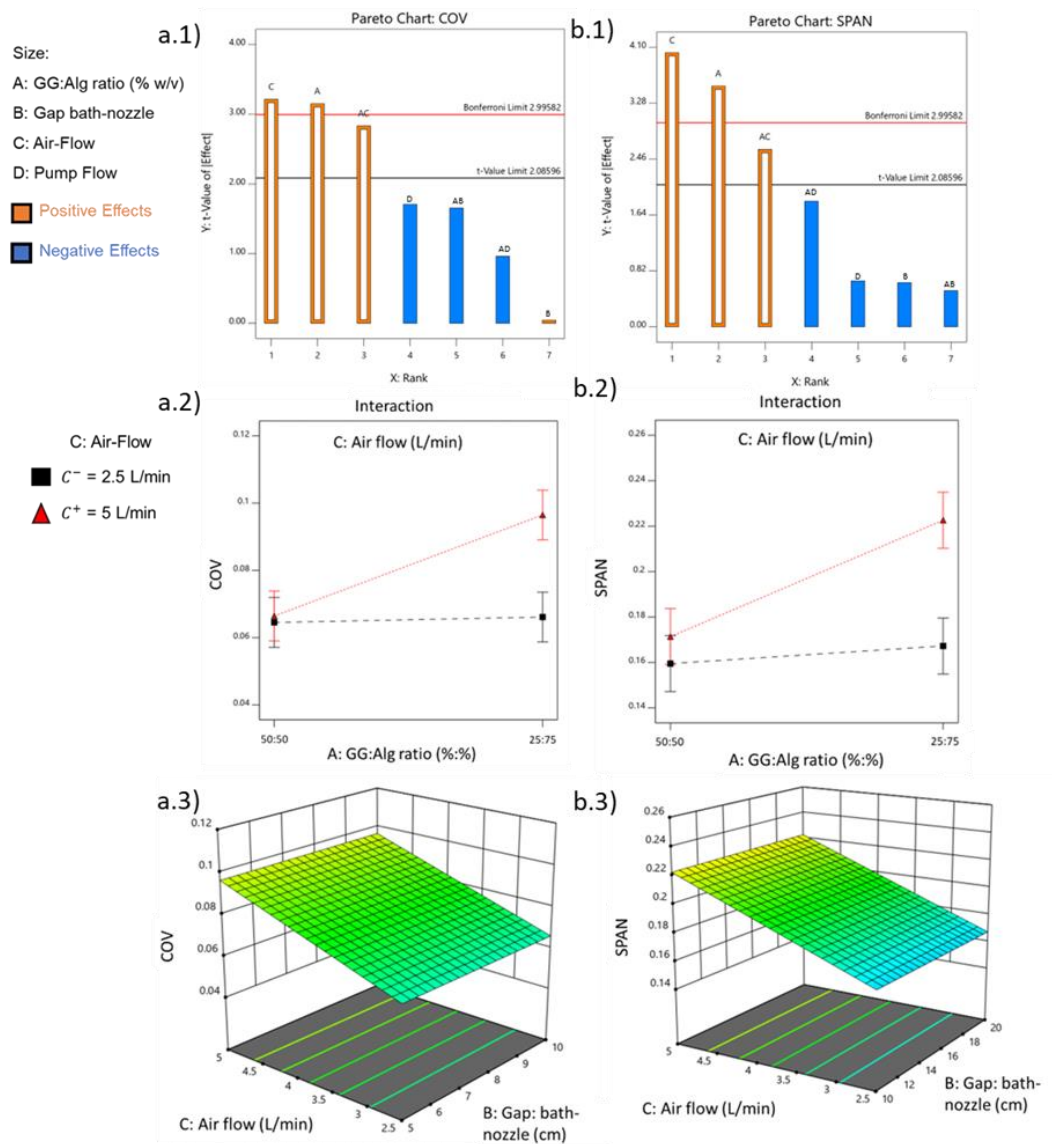 Size:
A: GG:Alg ratio (% w/v)
B: Gap bath-nozzle
C: Air-Flow
D: Pump Flow
Positive Effects
Negative Effects
a.1)
Pareto Chart: COV
4.00
3.00
2.00
1.00
0.00
Y: t-Value of |Effect|
C
A
AC
Bonferroni Limit 2.99582
t-Value Limit 2.08596
D
AB
AD
B
1 2 3 4 5 6 7
X: Rank
b.1)
Pareto Chart: SPAN
4.10
3.28
2.46
1.64
0.82
0.00
Y: t-Value of |Effect|
C
A
AC
Bonferroni Limit 2.99582
t-Value Limit 2.08596
AD
D
B
AB
1 2 3 4 5 6 7
X: Rank
C: Air-Flow
C⁻ = 2.5 L/min
C⁺ = 5 L/min
a.2)
Interaction
C: Air flow (L/min)
0.12
0.1
0.08
0.06
0.04
COV
50:50 25:75
A: GG:Alg ratio (%:%)
b.2)
Interaction
C: Air flow (L/min)
0.26
0.24
0.22
0.2
0.18
0.16
0.14
SPAN
50:50 25:75
A: GG:Alg ratio (%:%)
a.3)
0.12
0.1
0.08
0.06
0.04
COV
5
4.5
4
3.5
3
2.5
C: Air flow (L/min)
5
6
7
8
9
10
B: Gap: bath-
nozzle (cm)
b.3)
0.26
0.24
0.22
0.2
0.18
0.16
0.14
SPAN
5
4.5
4
3.5
3
2.5
C: Air flow (L/min)
10
12
14
16
18
20
B: Gap: bath-
nozzle (cm)